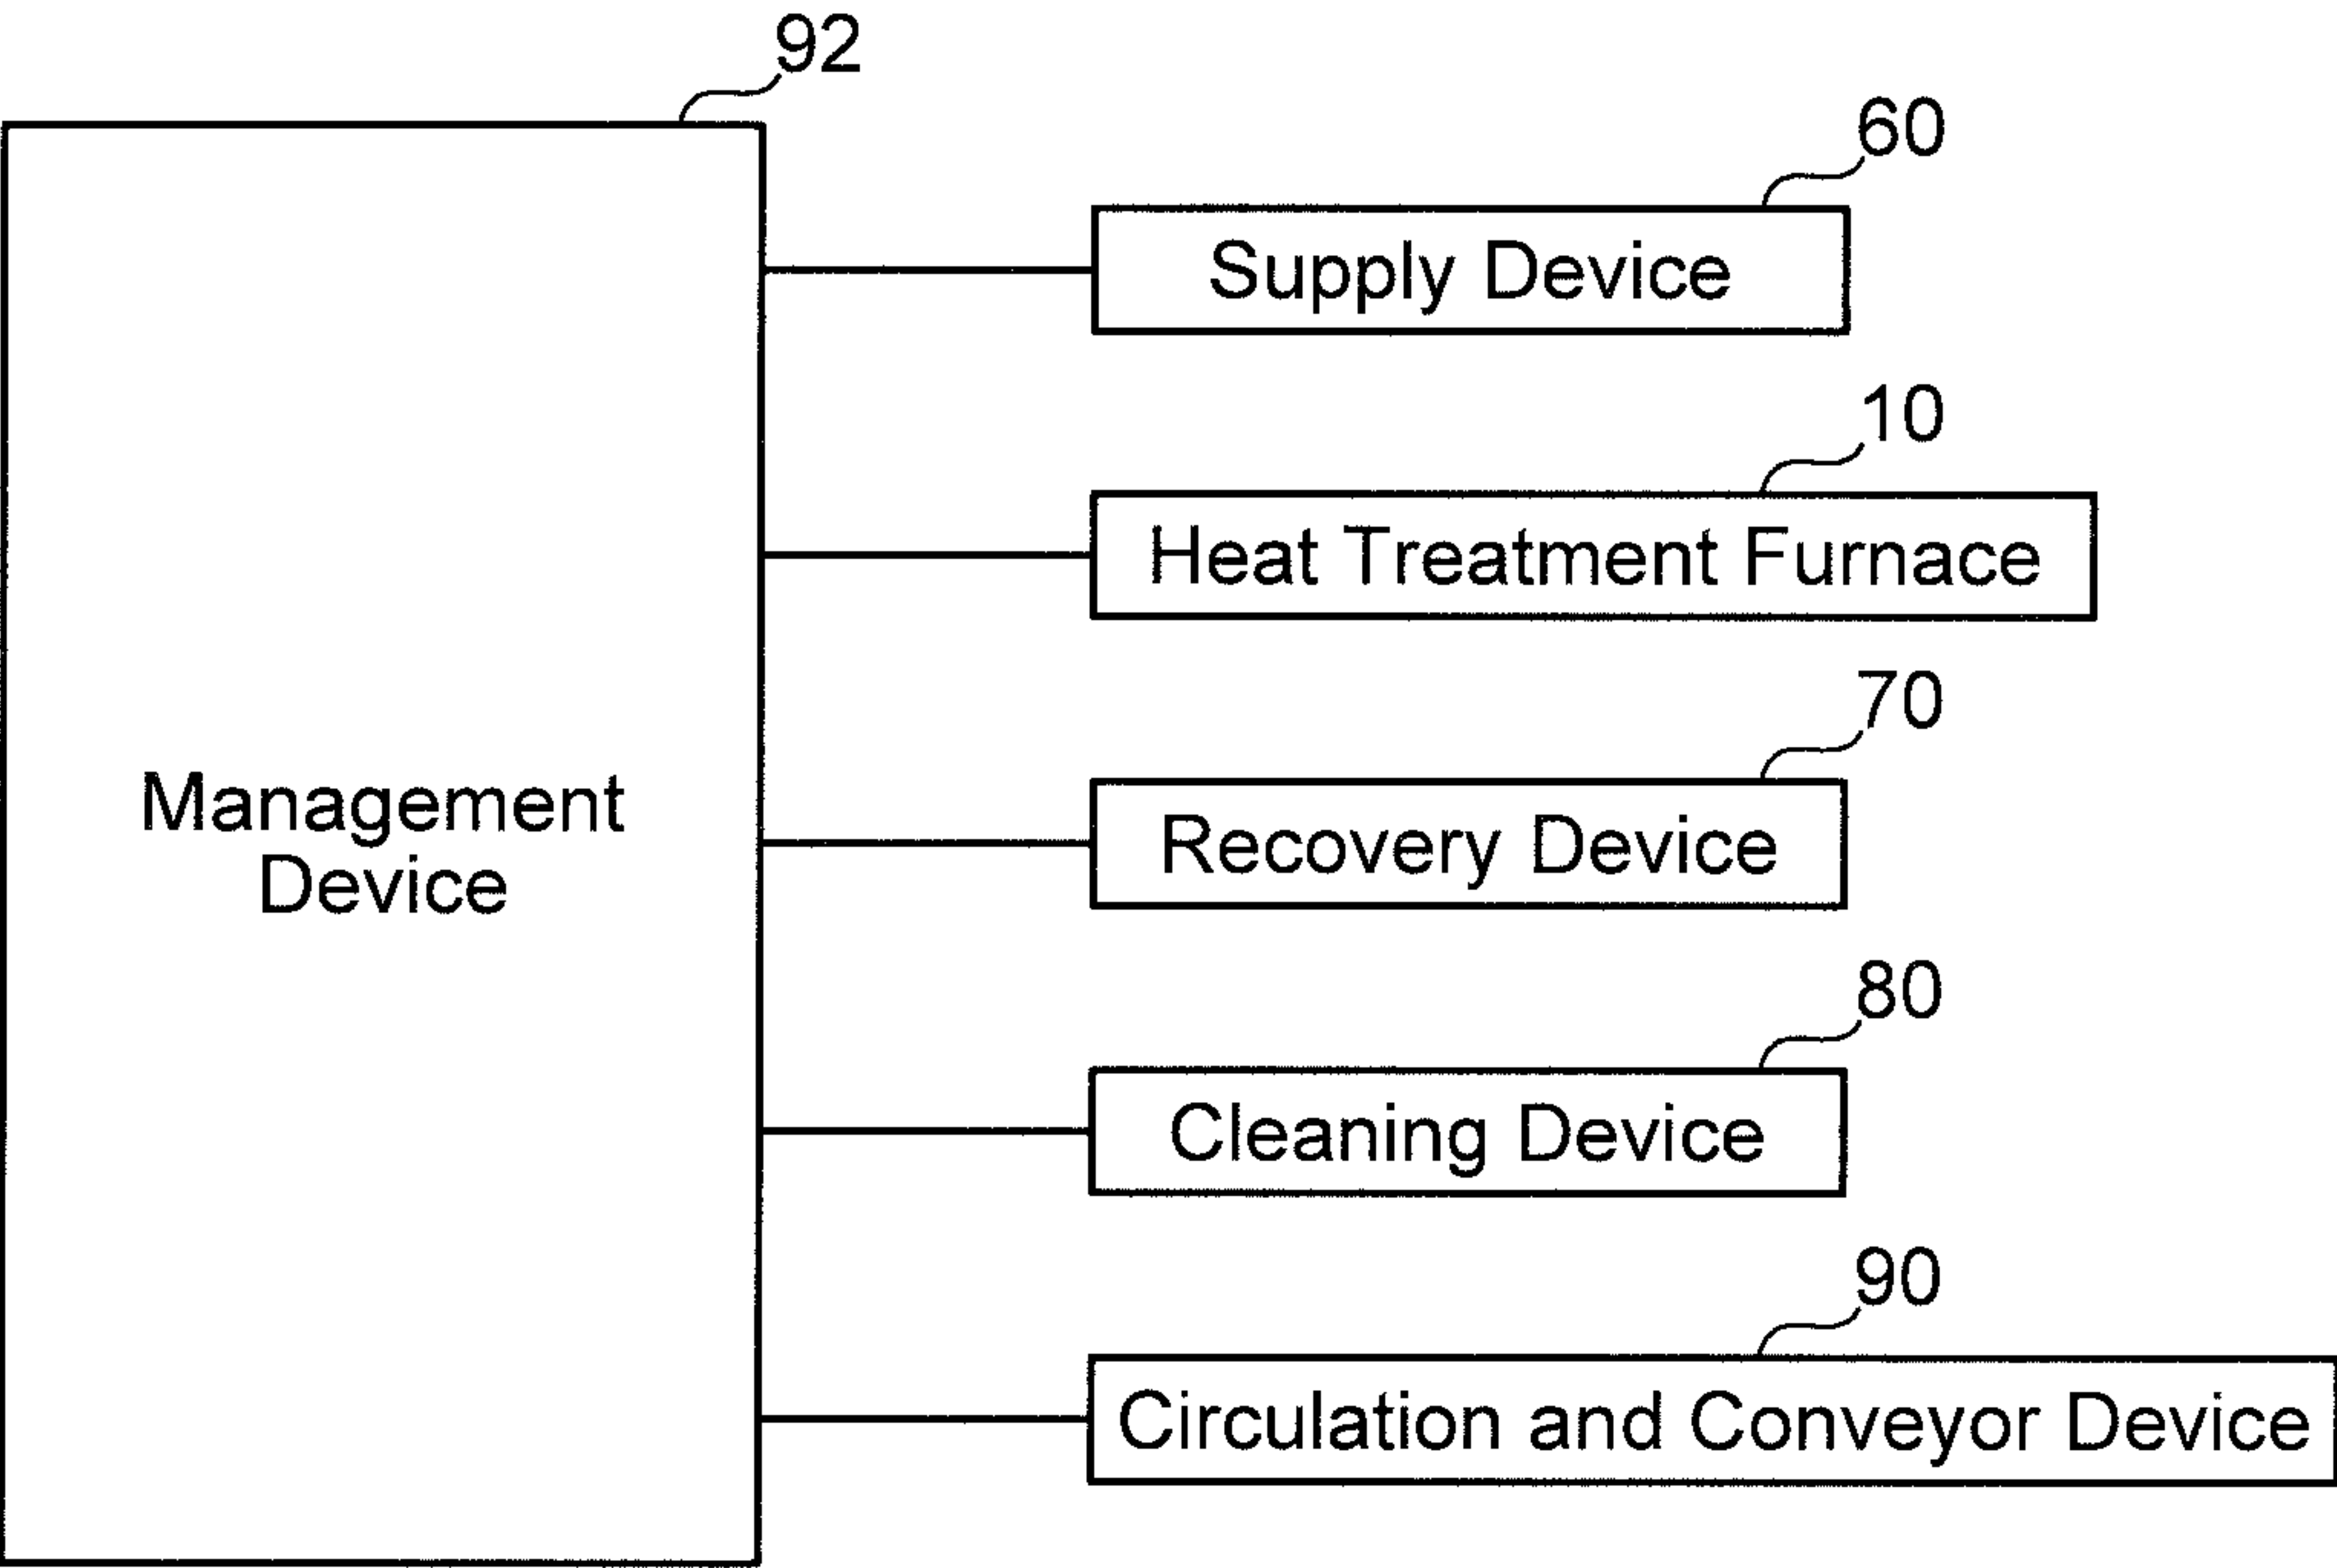 92
60
Supply Device
10
Heat Treatment Furnace
70
Recovery Device
Management
Device
80
Cleaning Device
90
Circulation and Conveyor Device